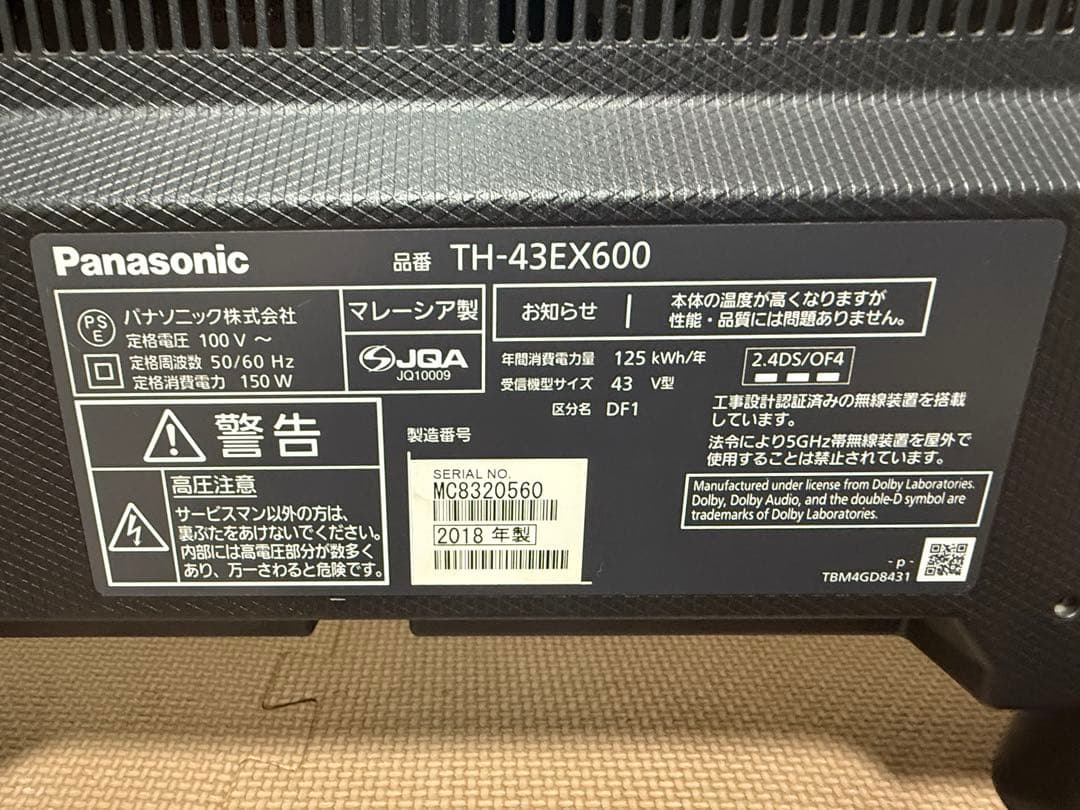 Panasonic
品番 TH-43EX600
PS
E
パナソニック株式会社
定格電圧 100 V ～
定格周波数 50/60 Hz
定格消費電力 150 W
マレーシア製
JQA
JQ10009
お知らせ
本体の温度が高くなりますが
性能・品質には問題ありません。
年間消費電力量 125 kWh/年
受信機型サイズ 43 V型
区分名 DF1
2.4DS/OF4
工事設計認証済みの無線装置を搭載
しています。
法令により5GHz帯無線装置を屋外で
使用することは禁止されています。
警告
高圧注意
サービスマン以外の方は、
裏ぶたをあけないでください。
内部には高電圧部分が数多く
あり、万一さわると危険です。
製造番号
SERIAL NO.
MC8320560
2018 年製
Manufactured under license from Dolby Laboratories.
Dolby, Dolby Audio, and the double-D symbol are
trademarks of Dolby Laboratories.
- p -
TBM4GD8431